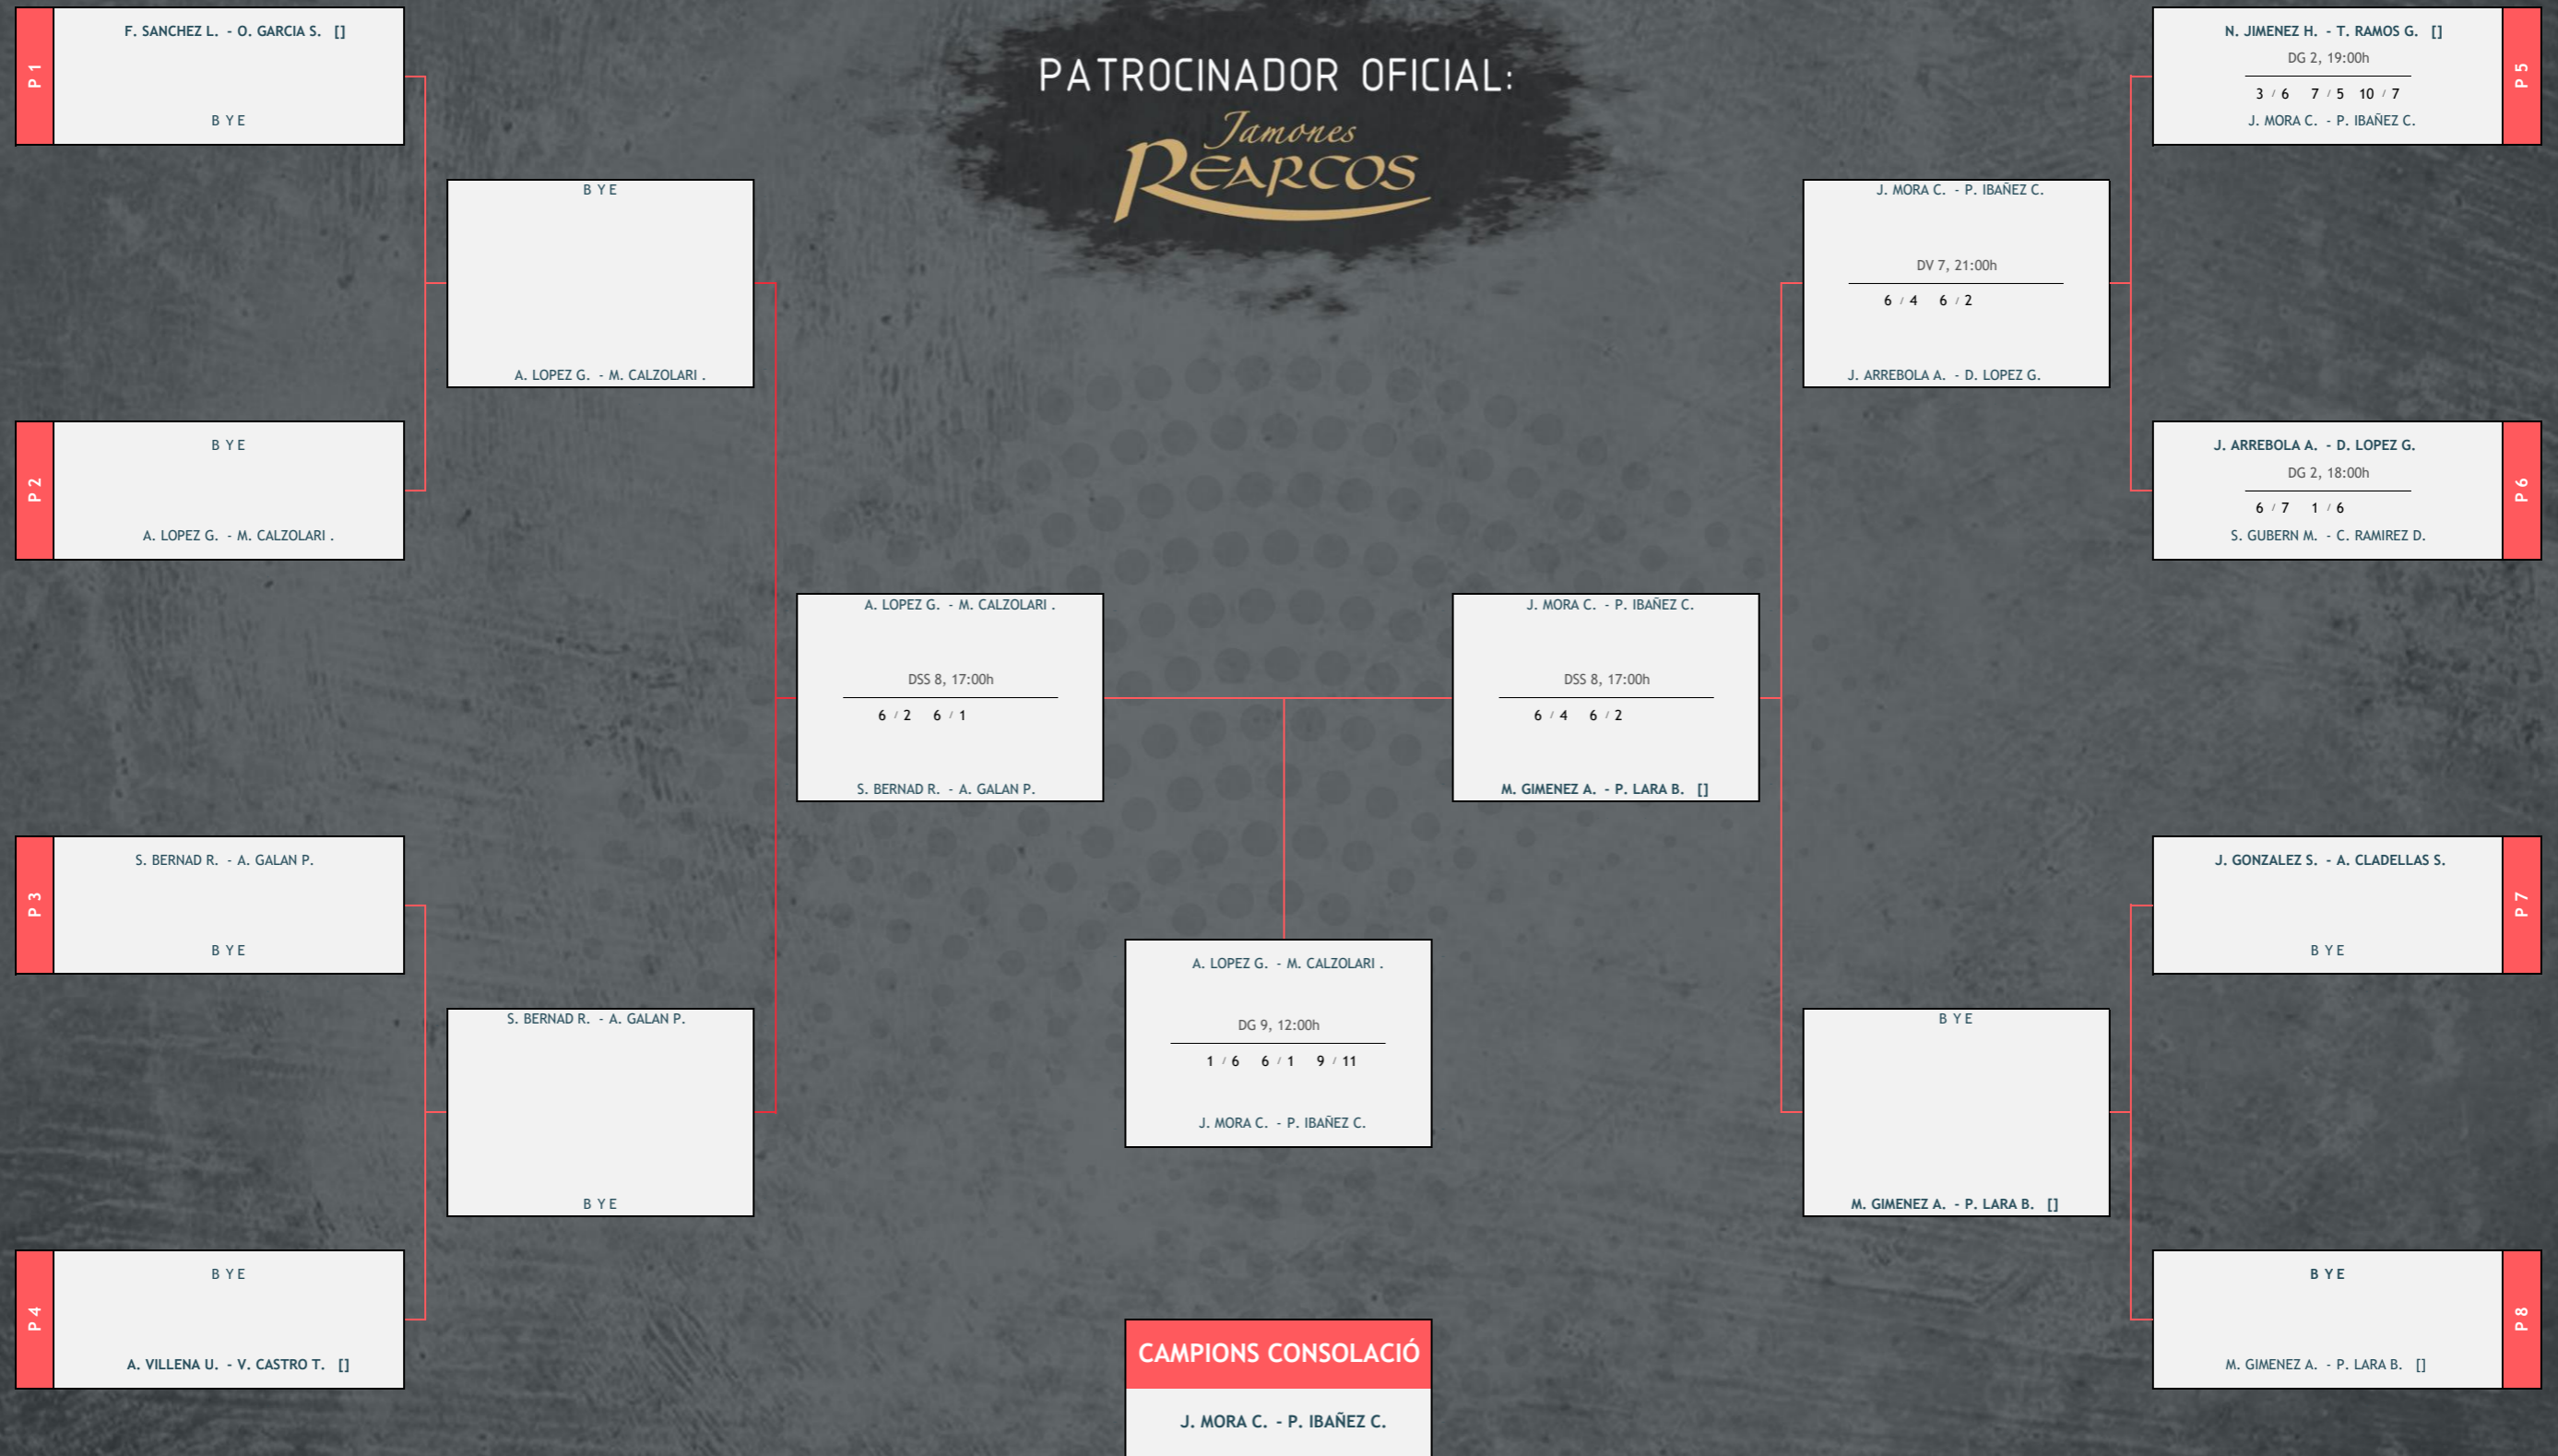 PATROCINADOR OFICIAL:
Jamones
REARCOS
P 1
F. SANCHEZ L. - O. GARCIA S. []
B Y E
P 2
B Y E
A. LOPEZ G. - M. CALZOLARI .
P 3
S. BERNAD R. - A. GALAN P.
B Y E
P 4
B Y E
A. VILLENA U. - V. CASTRO T. []
B Y E
A. LOPEZ G. - M. CALZOLARI .
S. BERNAD R. - A. GALAN P.
B Y E
A. LOPEZ G. - M. CALZOLARI .
DSS 8, 17:00h
6 / 2 6 / 1
S. BERNAD R. - A. GALAN P.
J. MORA C. - P. IBAÑEZ C.
DSS 8, 17:00h
6 / 4 6 / 2
M. GIMENEZ A. - P. LARA B. []
A. LOPEZ G. - M. CALZOLARI .
DG 9, 12:00h
1 / 6 6 / 1 9 / 11
J. MORA C. - P. IBAÑEZ C.
CAMPIONS CONSOLACIÓ
J. MORA C. - P. IBAÑEZ C.
J. MORA C. - P. IBAÑEZ C.
DV 7, 21:00h
6 / 4 6 / 2
J. ARREBOLA A. - D. LOPEZ G.
B Y E
M. GIMENEZ A. - P. LARA B. []
N. JIMENEZ H. - T. RAMOS G. []
DG 2, 19:00h
3 / 6 7 / 5 10 / 7
J. MORA C. - P. IBAÑEZ C.
P 5
J. ARREBOLA A. - D. LOPEZ G.
DG 2, 18:00h
6 / 7 1 / 6
S. GUBERN M. - C. RAMIREZ D.
P 6
J. GONZALEZ S. - A. CLADELLAS S.
B Y E
P 7
B Y E
M. GIMENEZ A. - P. LARA B. []
P 8